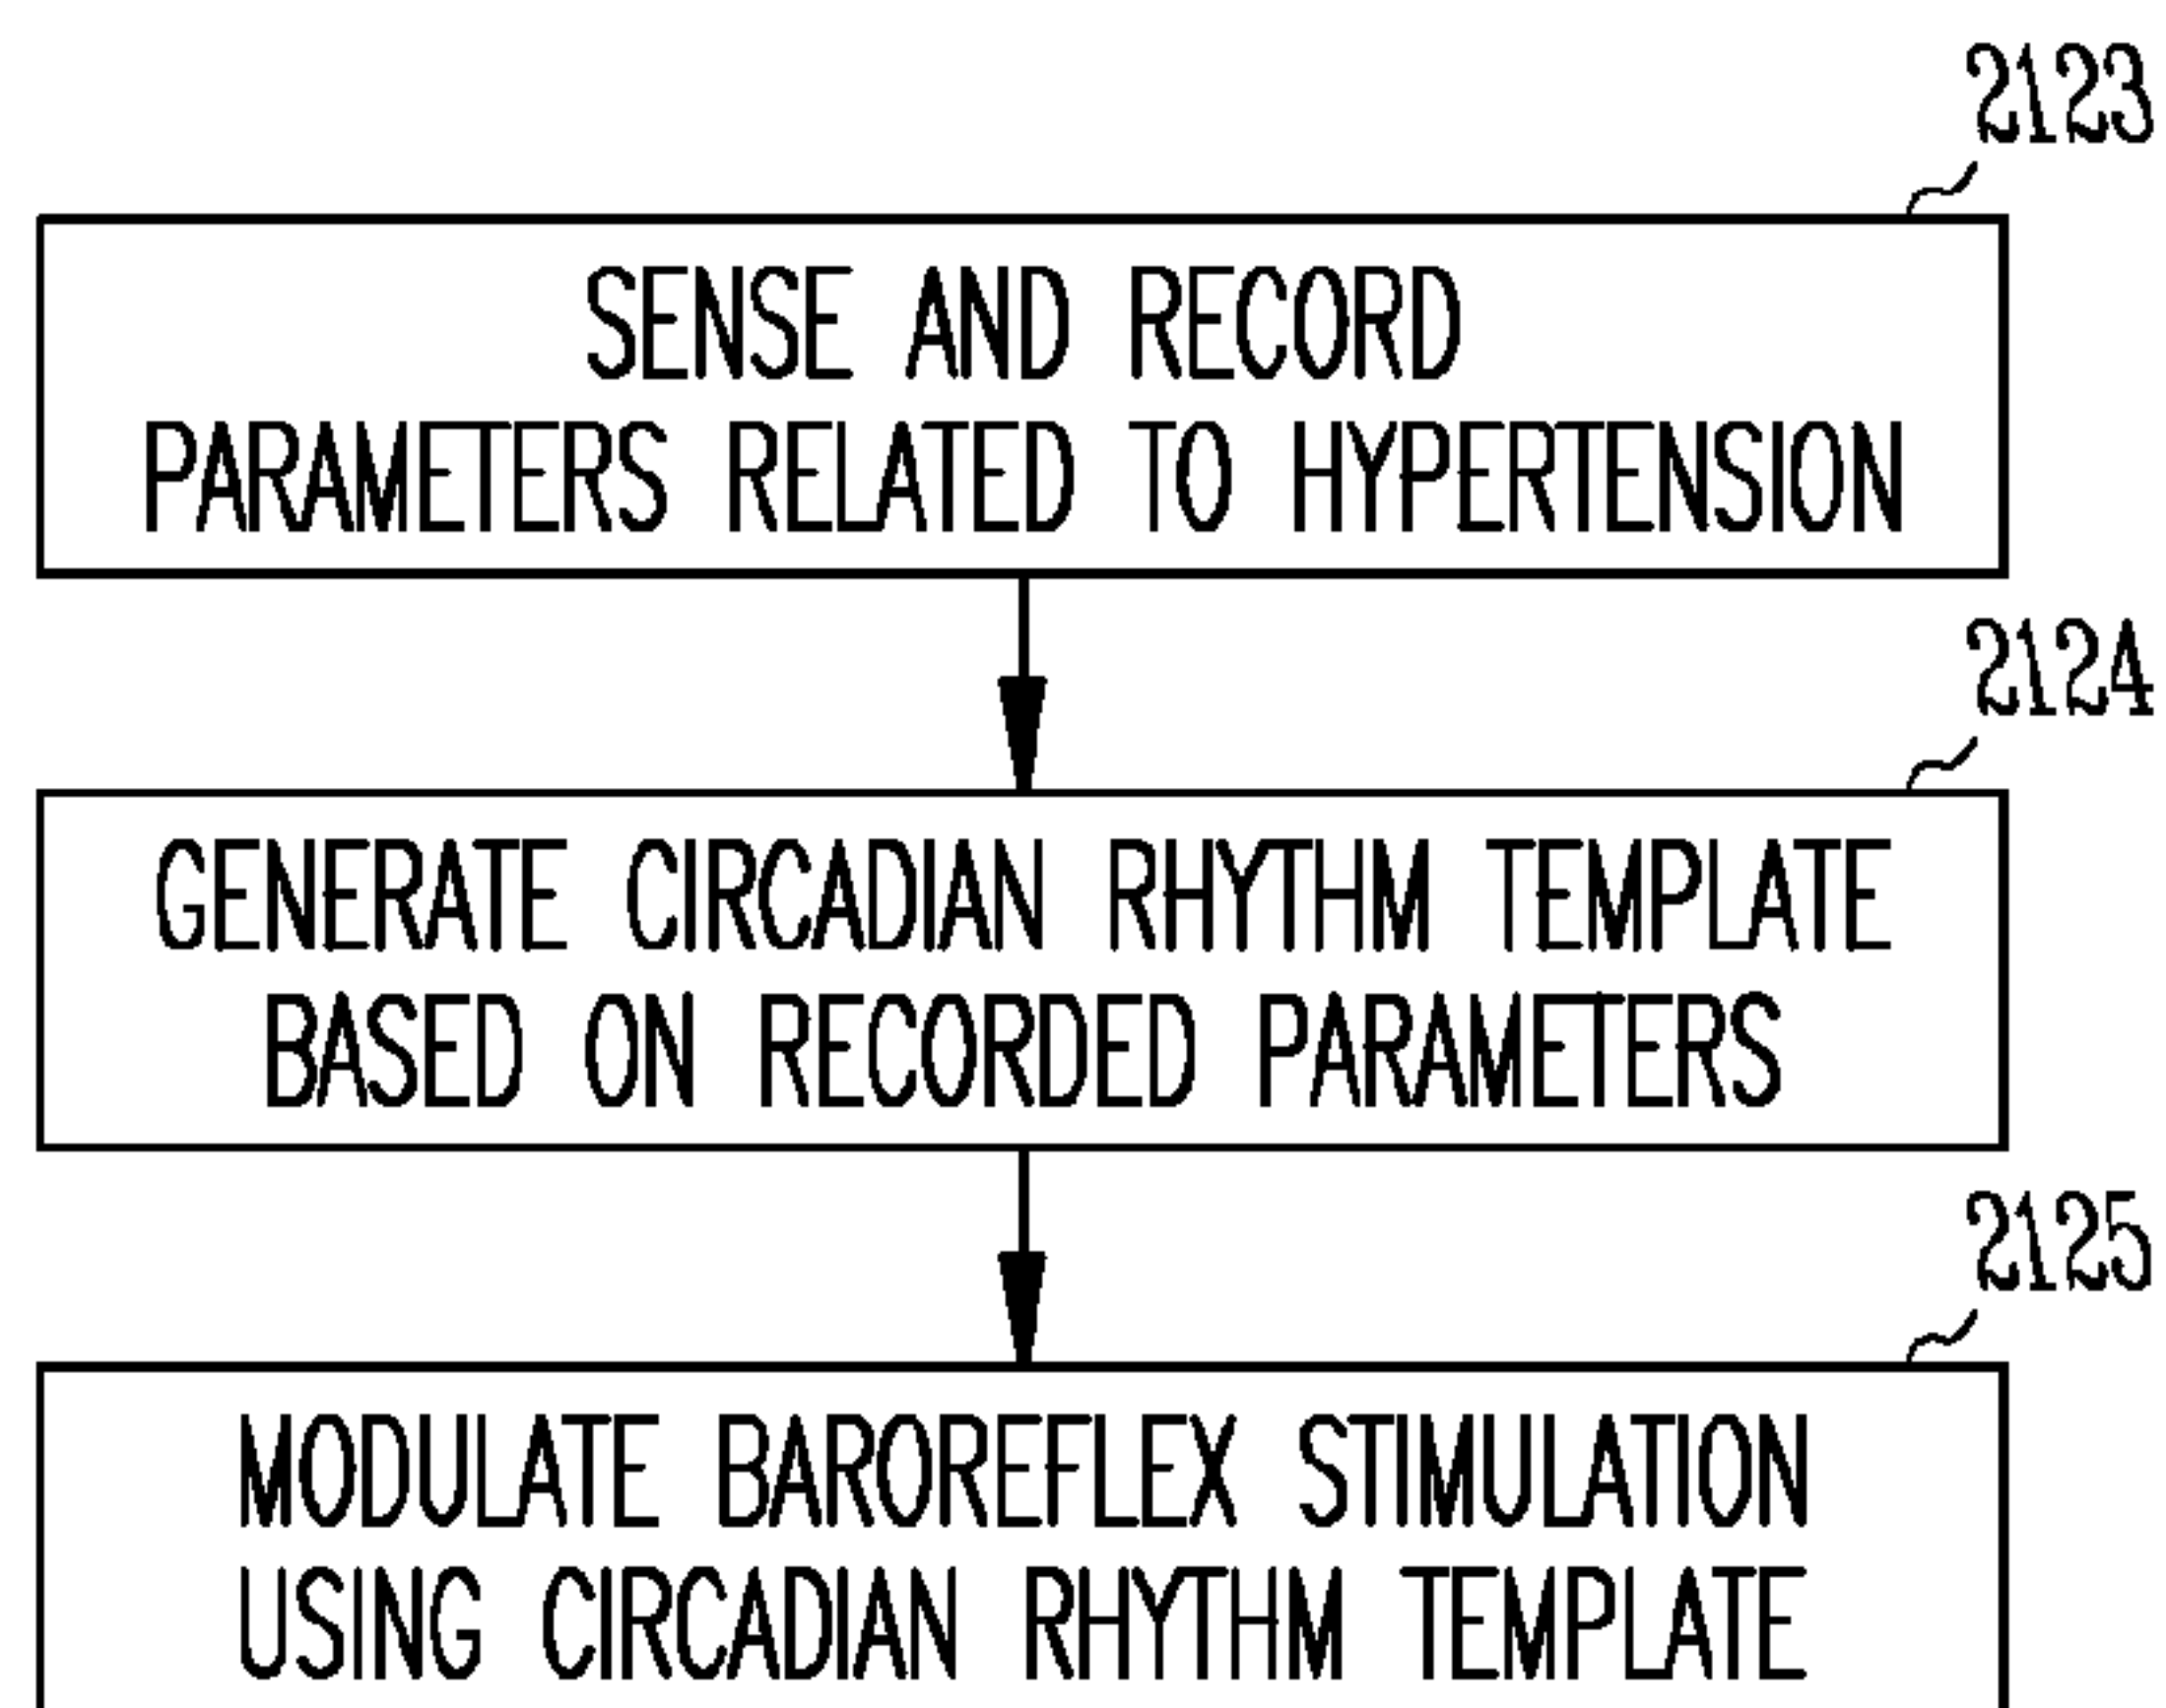 2123
SENSE AND RECORD
PARAMETERS RELATED TO HYPERTENSION
2124
GENERATE CIRCADIAN RHYTHM TEMPLATE
BASED ON RECORDED PARAMETERS
2125
MODULATE BAROREFLEX STIMULATION
USING CIRCADIAN RHYTHM TEMPLATE